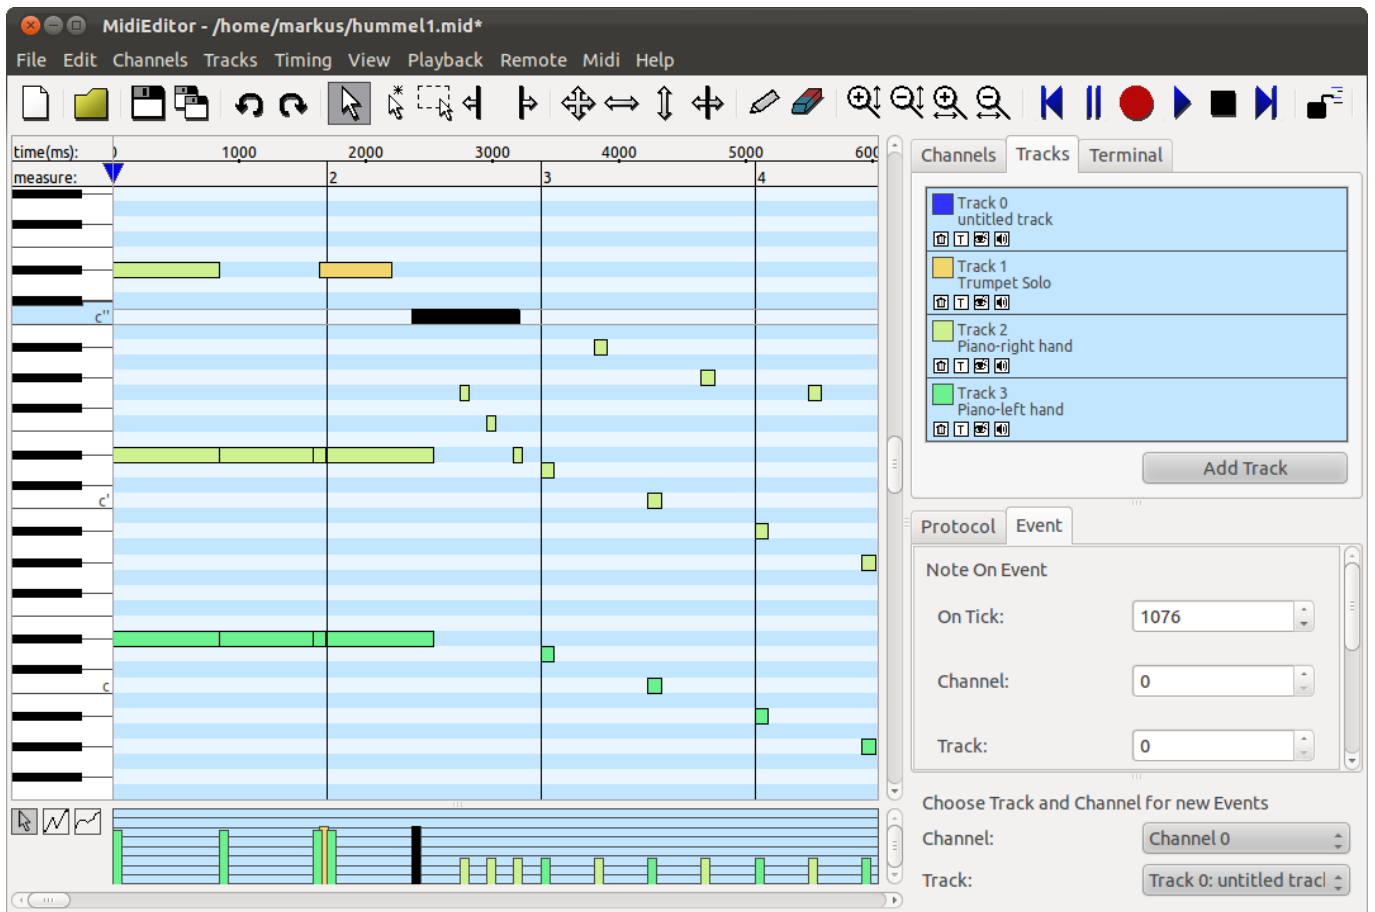 MidiEditor - /home/markus/hummel1.mid*
File Edit Channels Tracks Timing View Playback Remote Midi Help
time(ms): 1000 2000 3000 4000 5000 600
measure: 2 3 4
c''
c'
c
Channels Tracks Terminal
Track 0
untitled track
T
Track 1
Trumpet Solo
T
Track 2
Piano-right hand
T
Track 3
Piano-left hand
T
Add Track
Protocol Event
Note On Event
On Tick: 1076
Channel: 0
Track: 0
Choose Track and Channel for new Events
Channel: Channel 0
Track: Track 0: untitled tracl